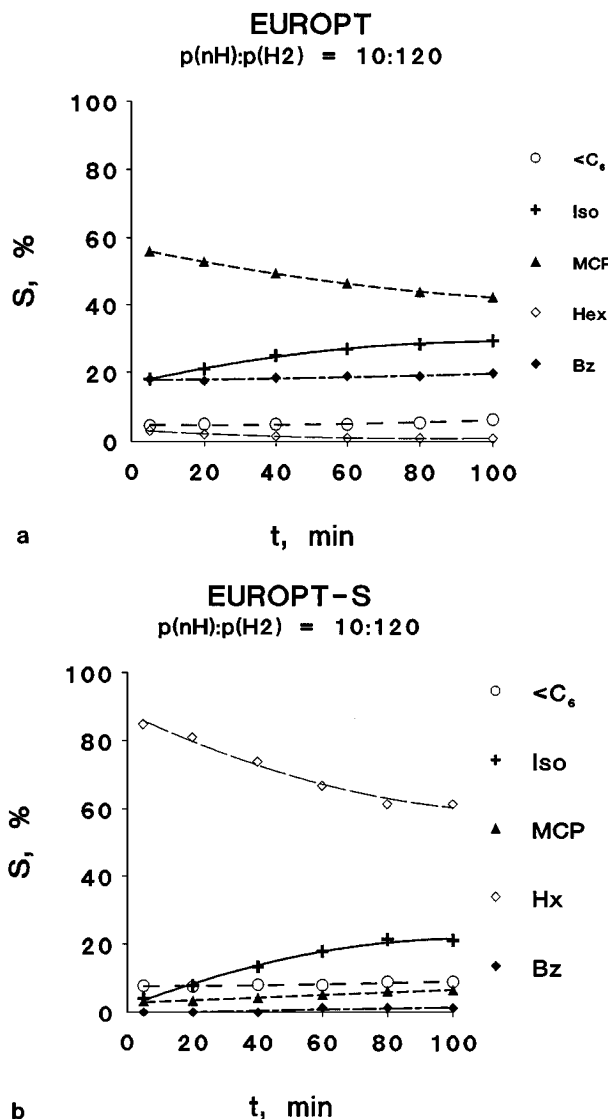 EUROPT
p(nH):p(H2) = 10:120
100
80
60
40
20
0
S, %
0 20 40 60 80 100
t, min
<C₆
Iso
MCP
Hex
Bz
a
EUROPT-S
p(nH):p(H2) = 10:120
100
80
60
40
20
0
S, %
0 20 40 60 80 100
t, min
<C₆
Iso
MCP
Hx
Bz
b